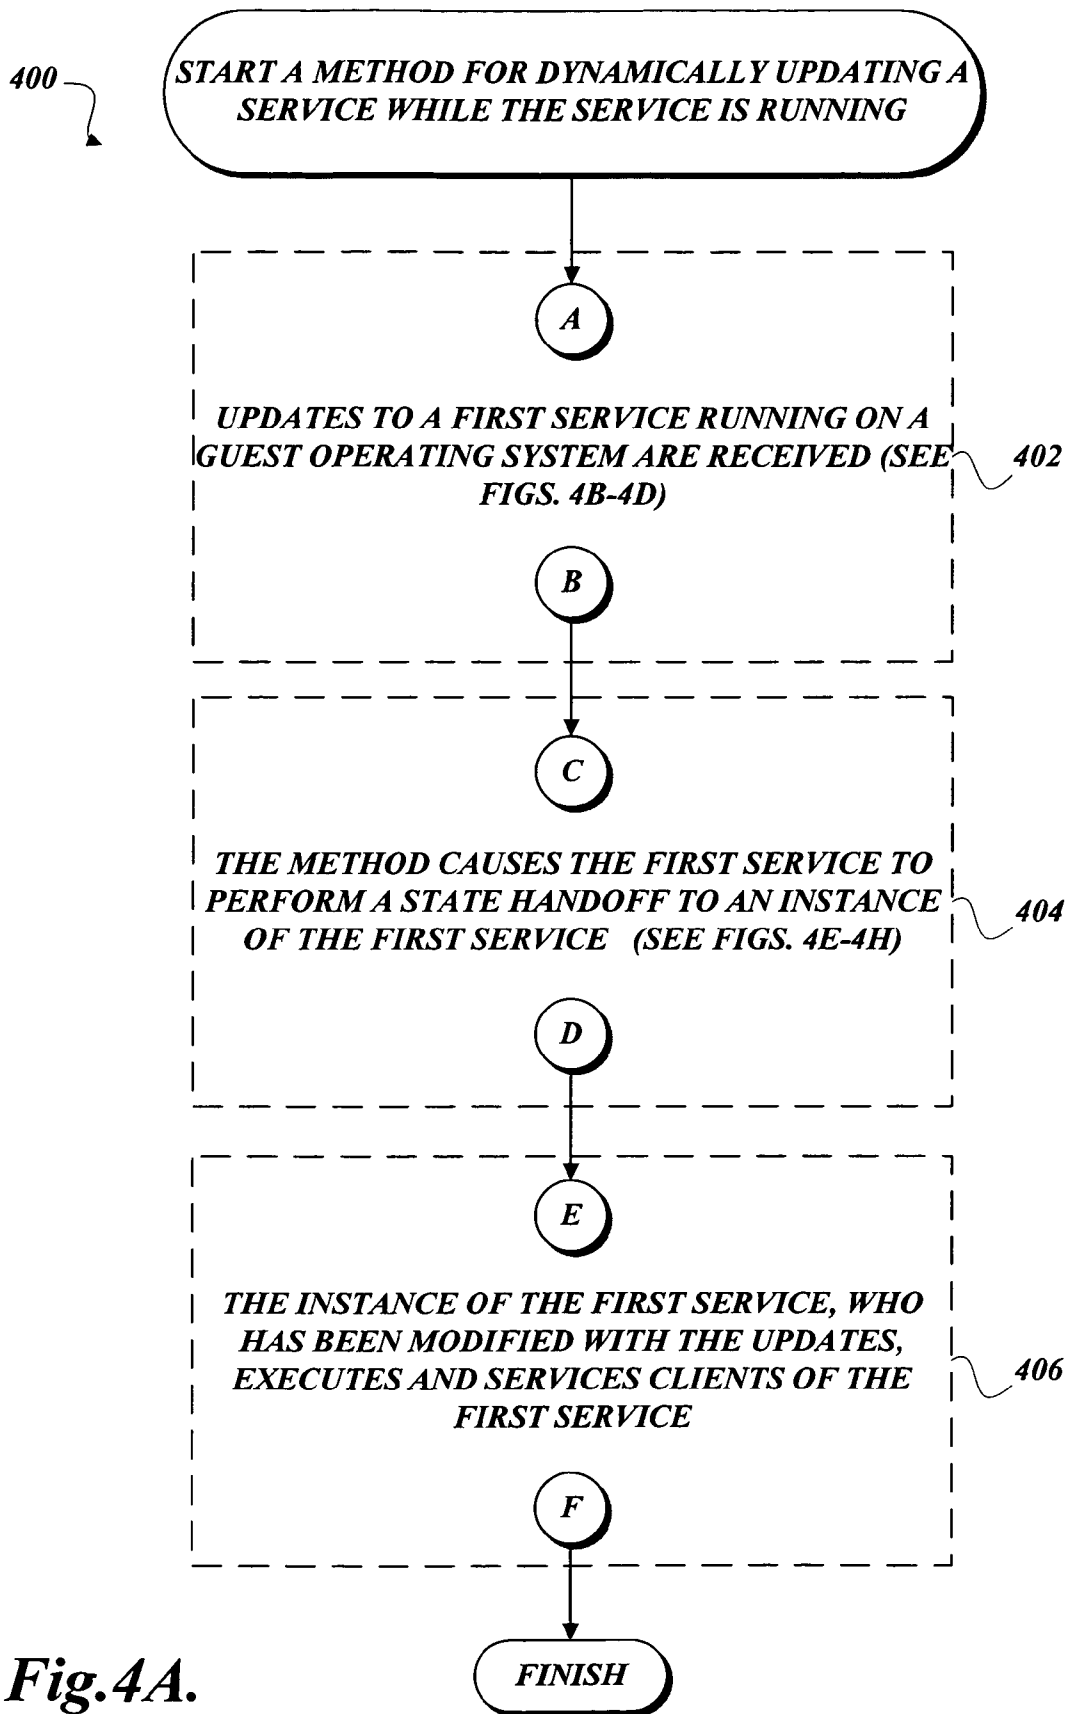 400
START A METHOD FOR DYNAMICALLY UPDATING A
SERVICE WHILE THE SERVICE IS RUNNING
A
UPDATES TO A FIRST SERVICE RUNNING ON A
GUEST OPERATING SYSTEM ARE RECEIVED (SEE
FIGS. 4B-4D)
402
B
C
THE METHOD CAUSES THE FIRST SERVICE TO
PERFORM A STATE HANDOFF TO AN INSTANCE
OF THE FIRST SERVICE (SEE FIGS. 4E-4H)
404
D
E
THE INSTANCE OF THE FIRST SERVICE, WHO
HAS BEEN MODIFIED WITH THE UPDATES,
EXECUTES AND SERVICES CLIENTS OF THE
FIRST SERVICE
406
F
FINISH
Fig.4A.